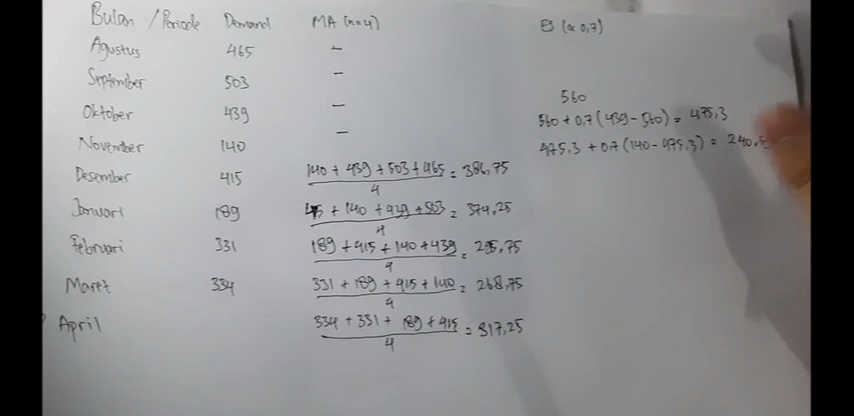 Bulan / Periode Demand MA (n=4) ES (α 0,7)
Agustus 465 -
September 503 -
560
Oktober 439 - 560 + 0,7 (439 - 560) = 475,3
November 140 - 475,3 + 0,7 (140 - 475,3) = 240,
Desember 415 140 + 439 + 503 + 465 / 4 = 386,75
Januari 189 + 140 + 439 + 503 / 4 = 374,25
Februari 331 189 + 415 + 140 + 439 / 4 = 295,75
Maret 334 331 + 189 + 415 + 140 / 4 = 268,75
April 334 + 331 + 189 + 415 / 4 = 317,25